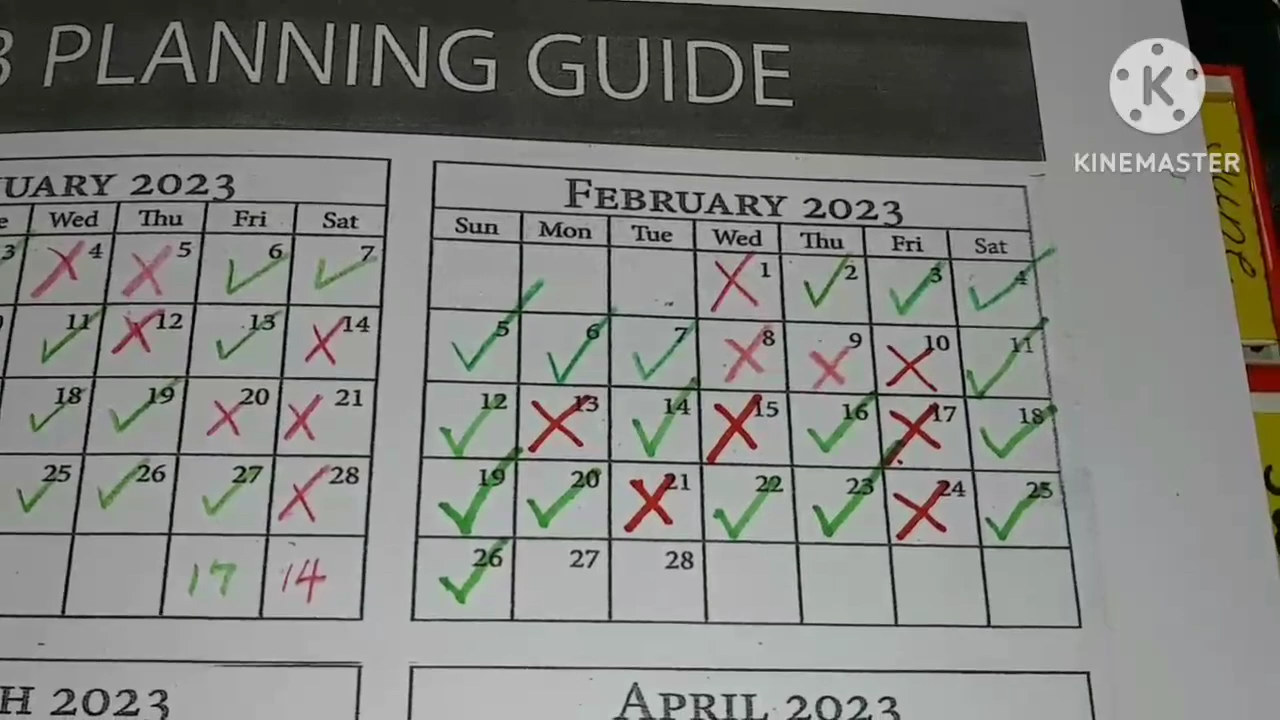 3 PLANNING GUIDE
K
KINEMASTER
UARY 2023
e Wed Thu Fri Sat
3 4 5 6 7
11 12 13 14
18 19 20 21
25 26 27 28
17 14
FEBRUARY 2023
Sun Mon Tue Wed Thu Fri Sat
1 2 3 4
5 6 7 8 9 10 11
12 13 14 15 16 17 18
19 20 21 22 23 24 25
26 27 28
H 2023
APRIL 2023